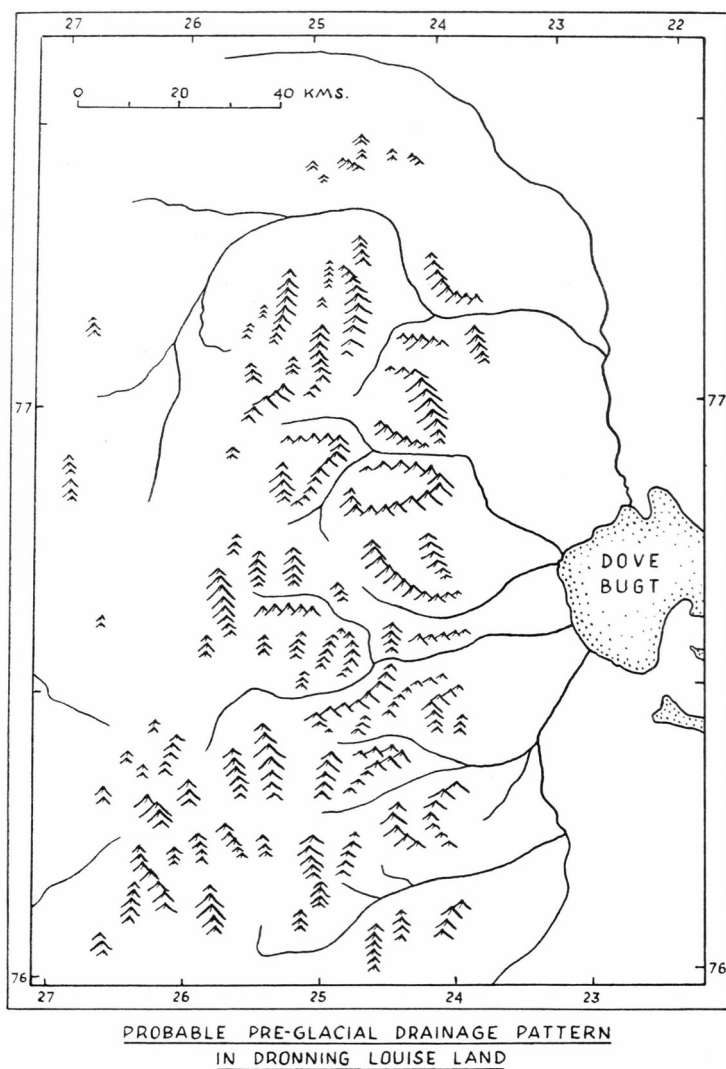 27 26 25 24 23 22
0 20 40 KMS.
77 77
DOVE
BUGT
76 76
27 26 25 24 23
PROBABLE PRE-GLACIAL DRAINAGE PATTERN
IN DRONNING LOUISE LAND